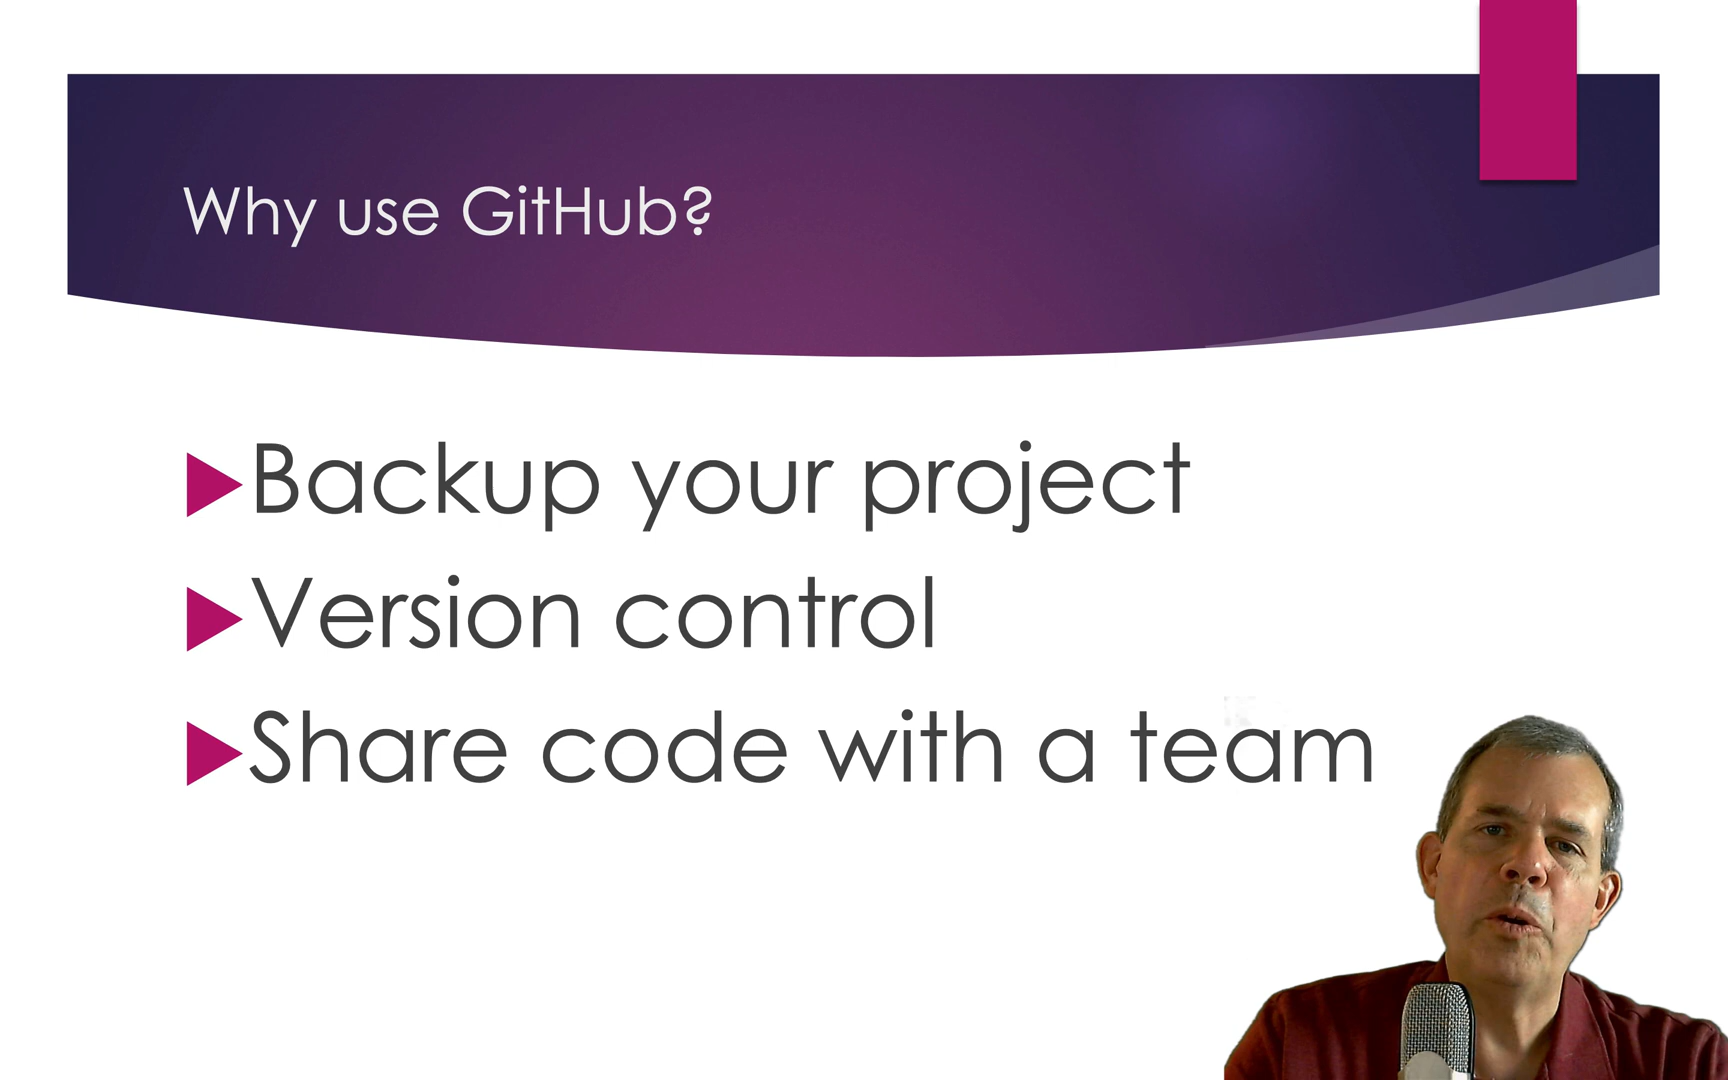 Why use GitHub?
Backup your project
Version control
Share code with a team